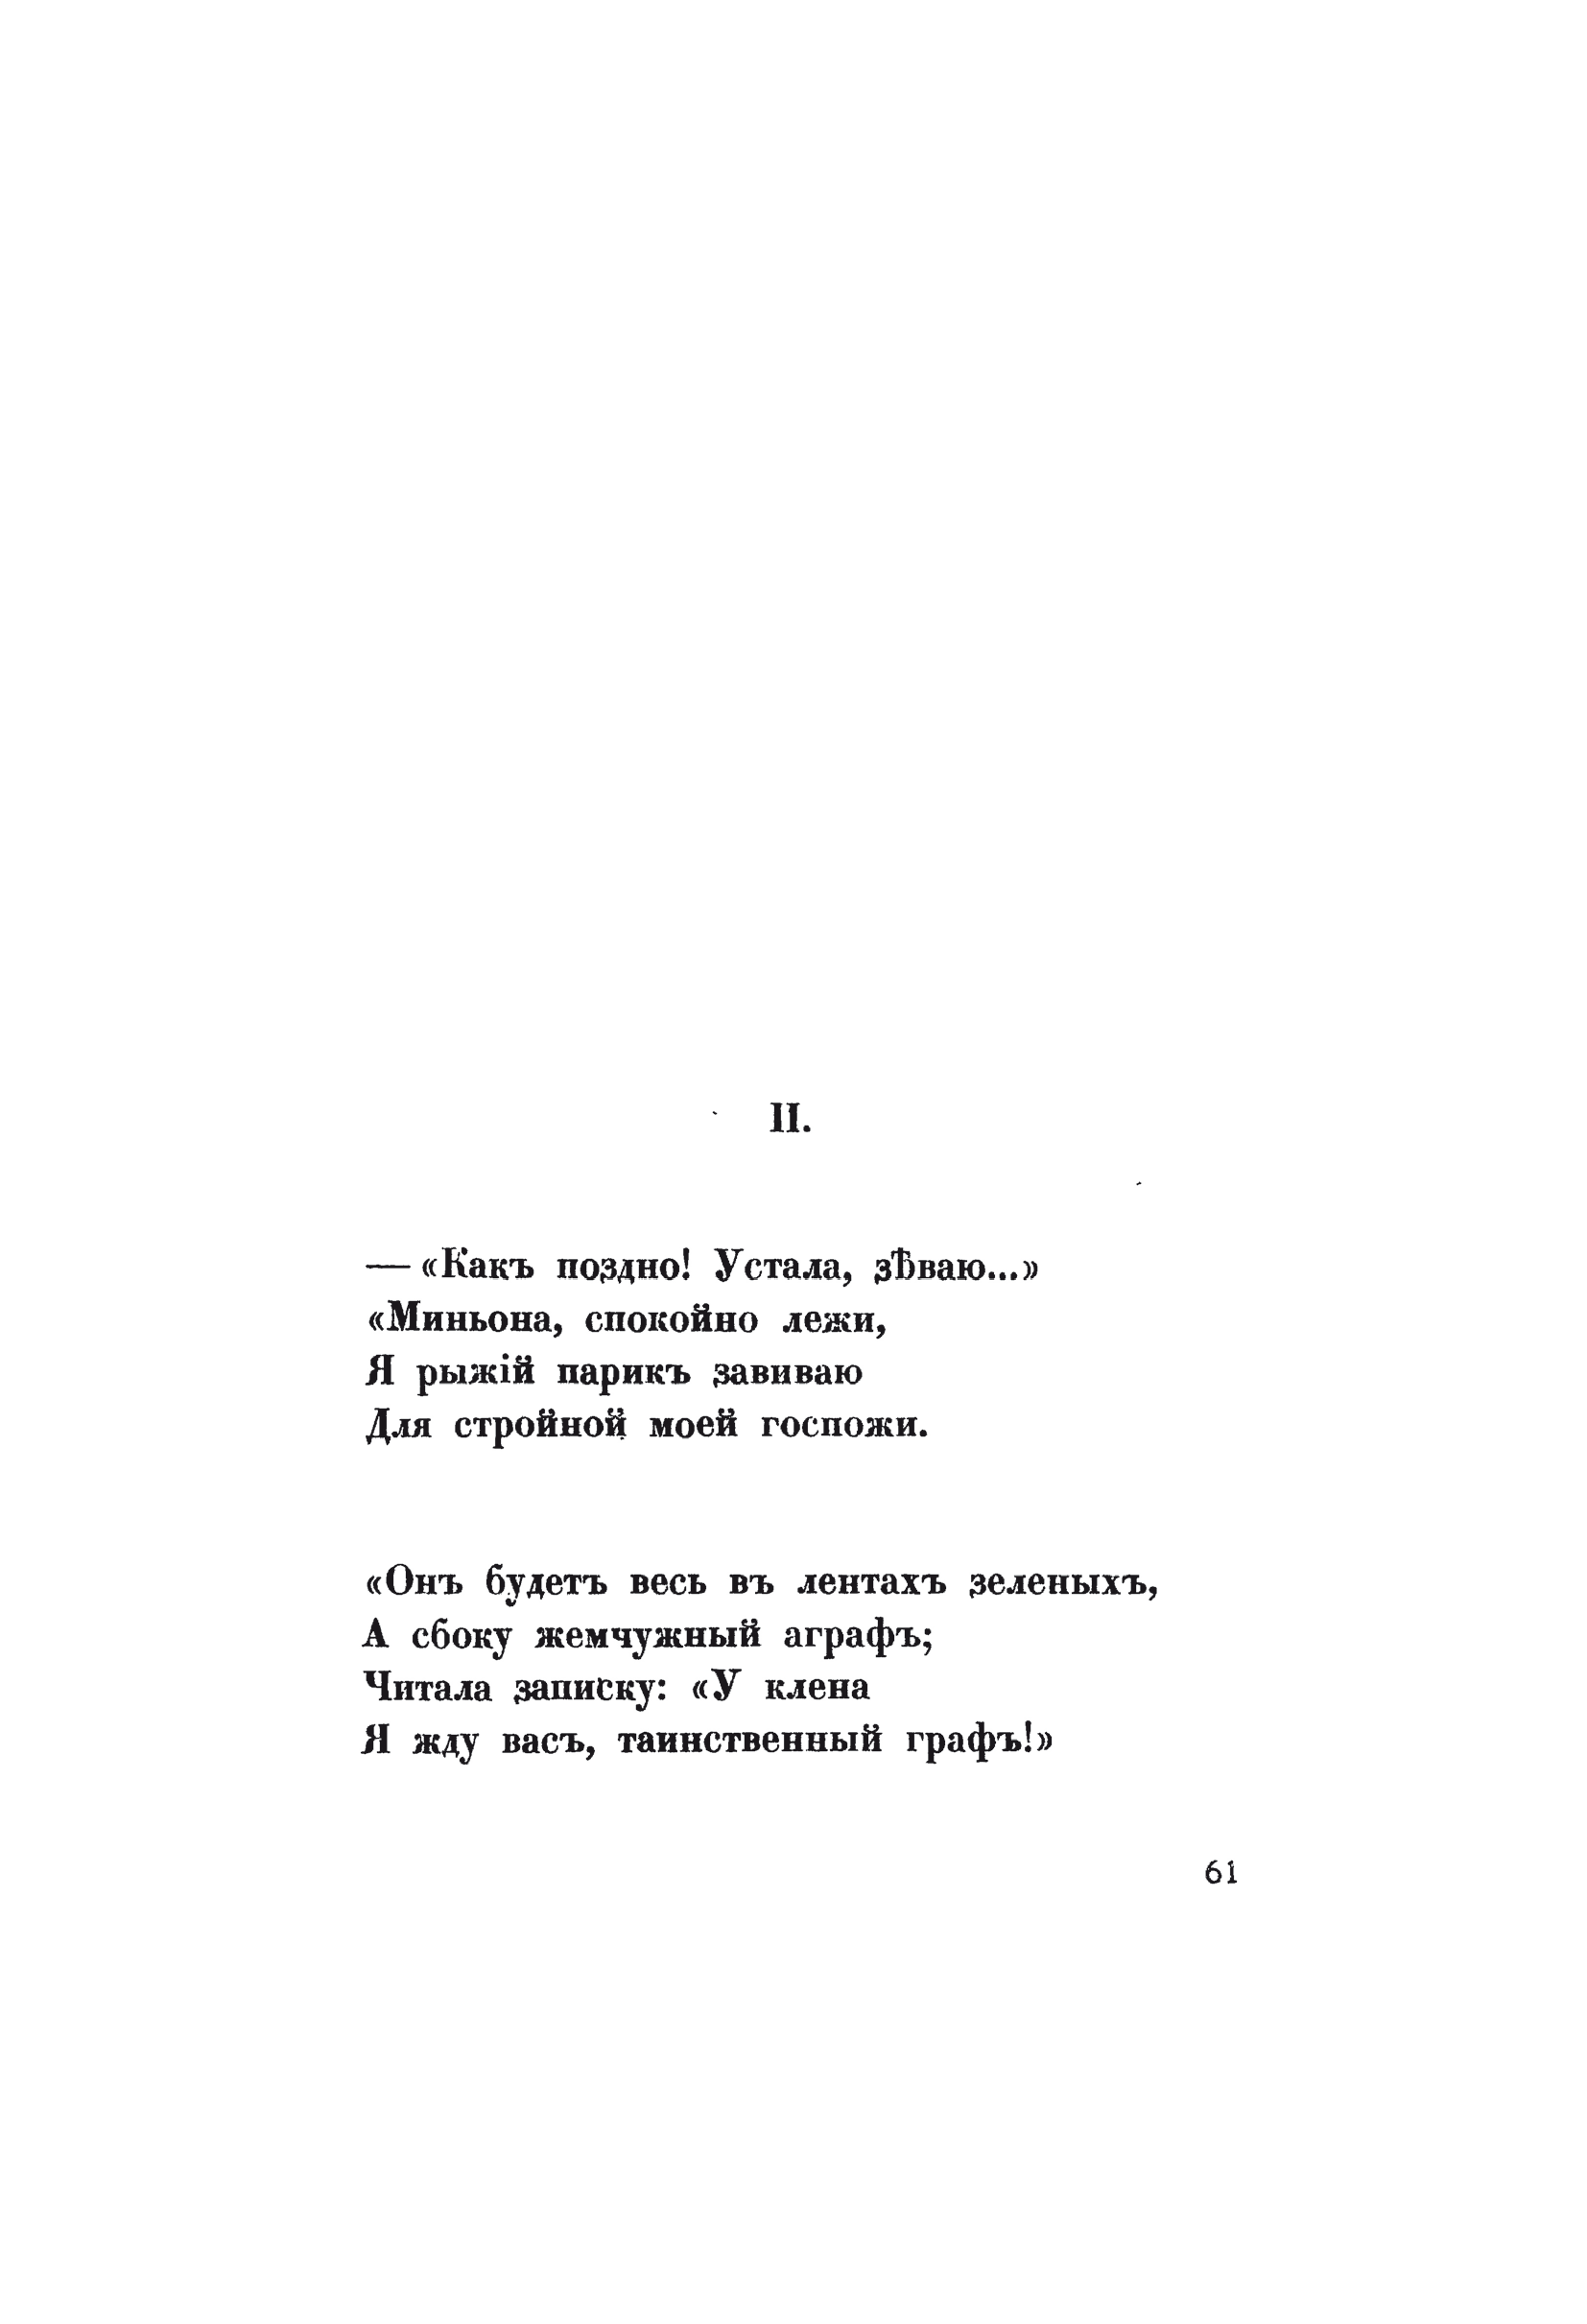 II.
— «Какъ поздно! Устала, зѣваю...»
«Миньона, спокойно лежи,
Я рыжій парикъ завиваю
Для стройной моей госпожи.
«Онъ будетъ весь въ лентахъ зеленыхъ,
А сбоку жемчужный аграфъ;
Читала записку: «У клена
Я жду васъ, таинственный графъ!»
61